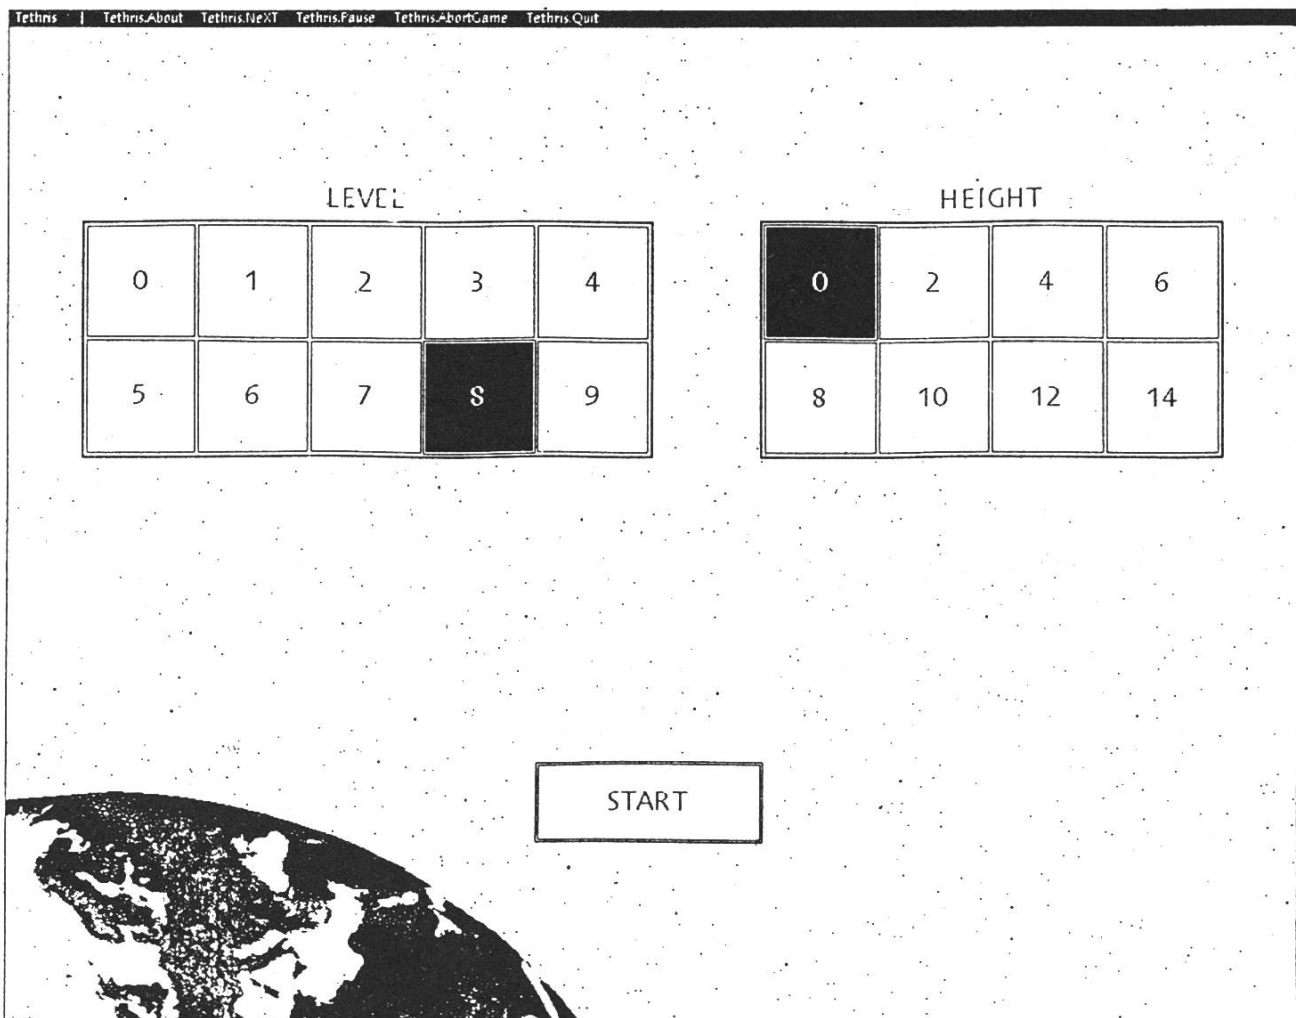 Tethris | Tethris.About Tethris.NeXT Tethris.Pause Tethris.AbortGame Tethris.Quit
LEVEL HEIGHT
0 1 2 3 4 0 2 4 6
5 6 7 8 9 8 10 12 14
START